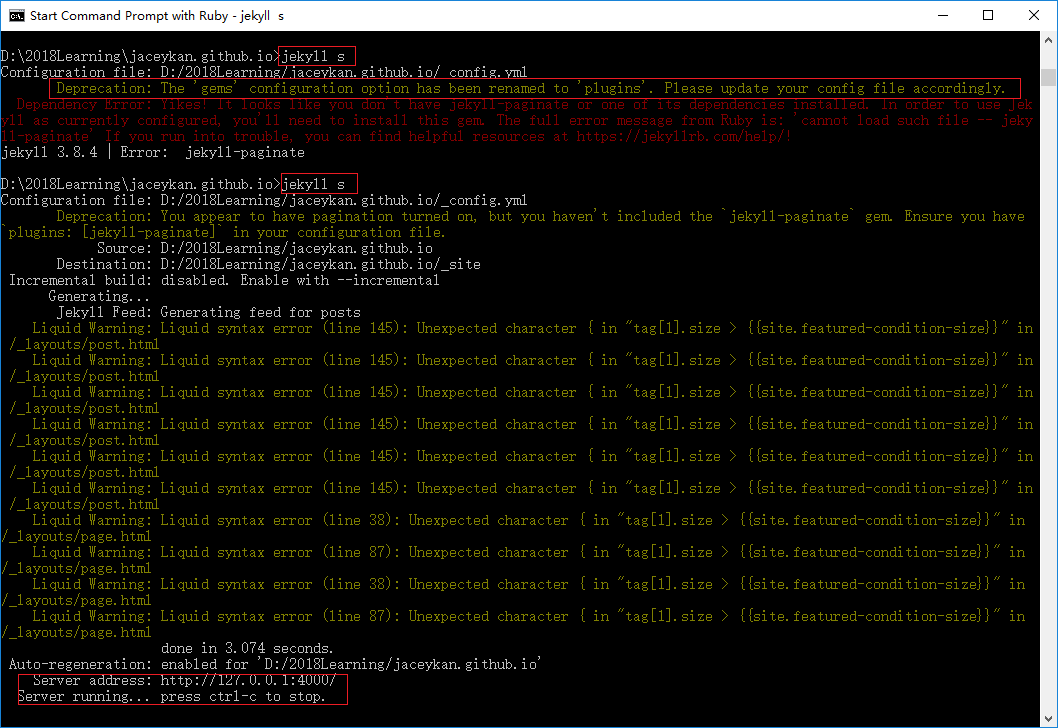 Start Command Prompt with Ruby - jekyll  s
D:\2018Learning\jaceykan.github.io>jekyll s
Configuration file: D:/2018Learning/jaceykan.github.io/_config.yml
Deprecation: The 'gems' configuration option has been renamed to 'plugins'. Please update your config file accordingly.
Dependency Error: Yikes! It looks like you don't have jekyll-paginate or one of its dependencies installed. In order to use jek
yll as currently configured, you'll need to install this gem. The full error message from Ruby is: 'cannot load such file -- jeky
ll-paginate' If you run into trouble, you can find helpful resources at https://jekyllrb.com/help/!
jekyll 3.8.4 | Error:  jekyll-paginate
D:\2018Learning\jaceykan.github.io>jekyll s
Configuration file: D:/2018Learning/jaceykan.github.io/_config.yml
Deprecation: You appear to have pagination turned on, but you haven't included the `jekyll-paginate` gem. Ensure you have
`plugins: [jekyll-paginate]` in your configuration file.
Source: D:/2018Learning/jaceykan.github.io
Destination: D:/2018Learning/jaceykan.github.io/_site
Incremental build: disabled. Enable with --incremental
Generating...
Jekyll Feed: Generating feed for posts
Liquid Warning: Liquid syntax error (line 145): Unexpected character { in "tag[1].size > {{site.featured-condition-size}}" in
/_layouts/post.html
Liquid Warning: Liquid syntax error (line 145): Unexpected character { in "tag[1].size > {{site.featured-condition-size}}" in
/_layouts/post.html
Liquid Warning: Liquid syntax error (line 145): Unexpected character { in "tag[1].size > {{site.featured-condition-size}}" in
/_layouts/post.html
Liquid Warning: Liquid syntax error (line 145): Unexpected character { in "tag[1].size > {{site.featured-condition-size}}" in
/_layouts/post.html
Liquid Warning: Liquid syntax error (line 145): Unexpected character { in "tag[1].size > {{site.featured-condition-size}}" in
/_layouts/post.html
Liquid Warning: Liquid syntax error (line 145): Unexpected character { in "tag[1].size > {{site.featured-condition-size}}" in
/_layouts/post.html
Liquid Warning: Liquid syntax error (line 38): Unexpected character { in "tag[1].size > {{site.featured-condition-size}}" in
/_layouts/page.html
Liquid Warning: Liquid syntax error (line 87): Unexpected character { in "tag[1].size > {{site.featured-condition-size}}" in
/_layouts/page.html
Liquid Warning: Liquid syntax error (line 38): Unexpected character { in "tag[1].size > {{site.featured-condition-size}}" in
/_layouts/page.html
Liquid Warning: Liquid syntax error (line 87): Unexpected character { in "tag[1].size > {{site.featured-condition-size}}" in
/_layouts/page.html
done in 3.074 seconds.
Auto-regeneration: enabled for 'D:/2018Learning/jaceykan.github.io'
Server address: http://127.0.0.1:4000/
Server running... press ctrl-c to stop.